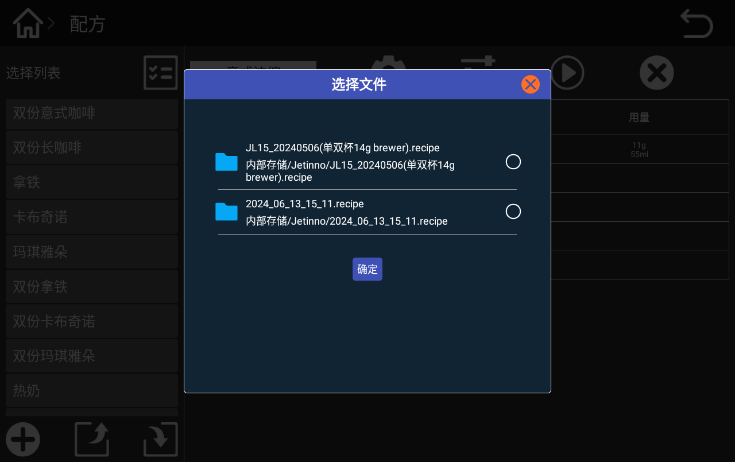 配方
选择列表
双份意式咖啡
双份长咖啡
拿铁
卡布奇诺
玛琪雅朵
双份拿铁
双份卡布奇诺
双份玛琪雅朵
热奶
选择文件
JL15_20240506(单双杯14g brewer).recipe
内部存储/Jetinno/JL15_20240506(单双杯14g
brewer).recipe
2024_06_13_15_11.recipe
内部存储/Jetinno/2024_06_13_15_11.recipe
确定
用量
11g
55ml